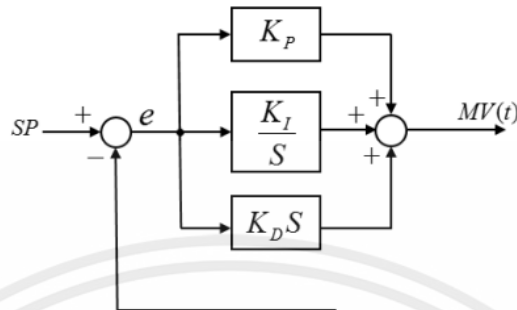 K_P
+
SP + e K_I + MV(t)
S
− +
K_D S